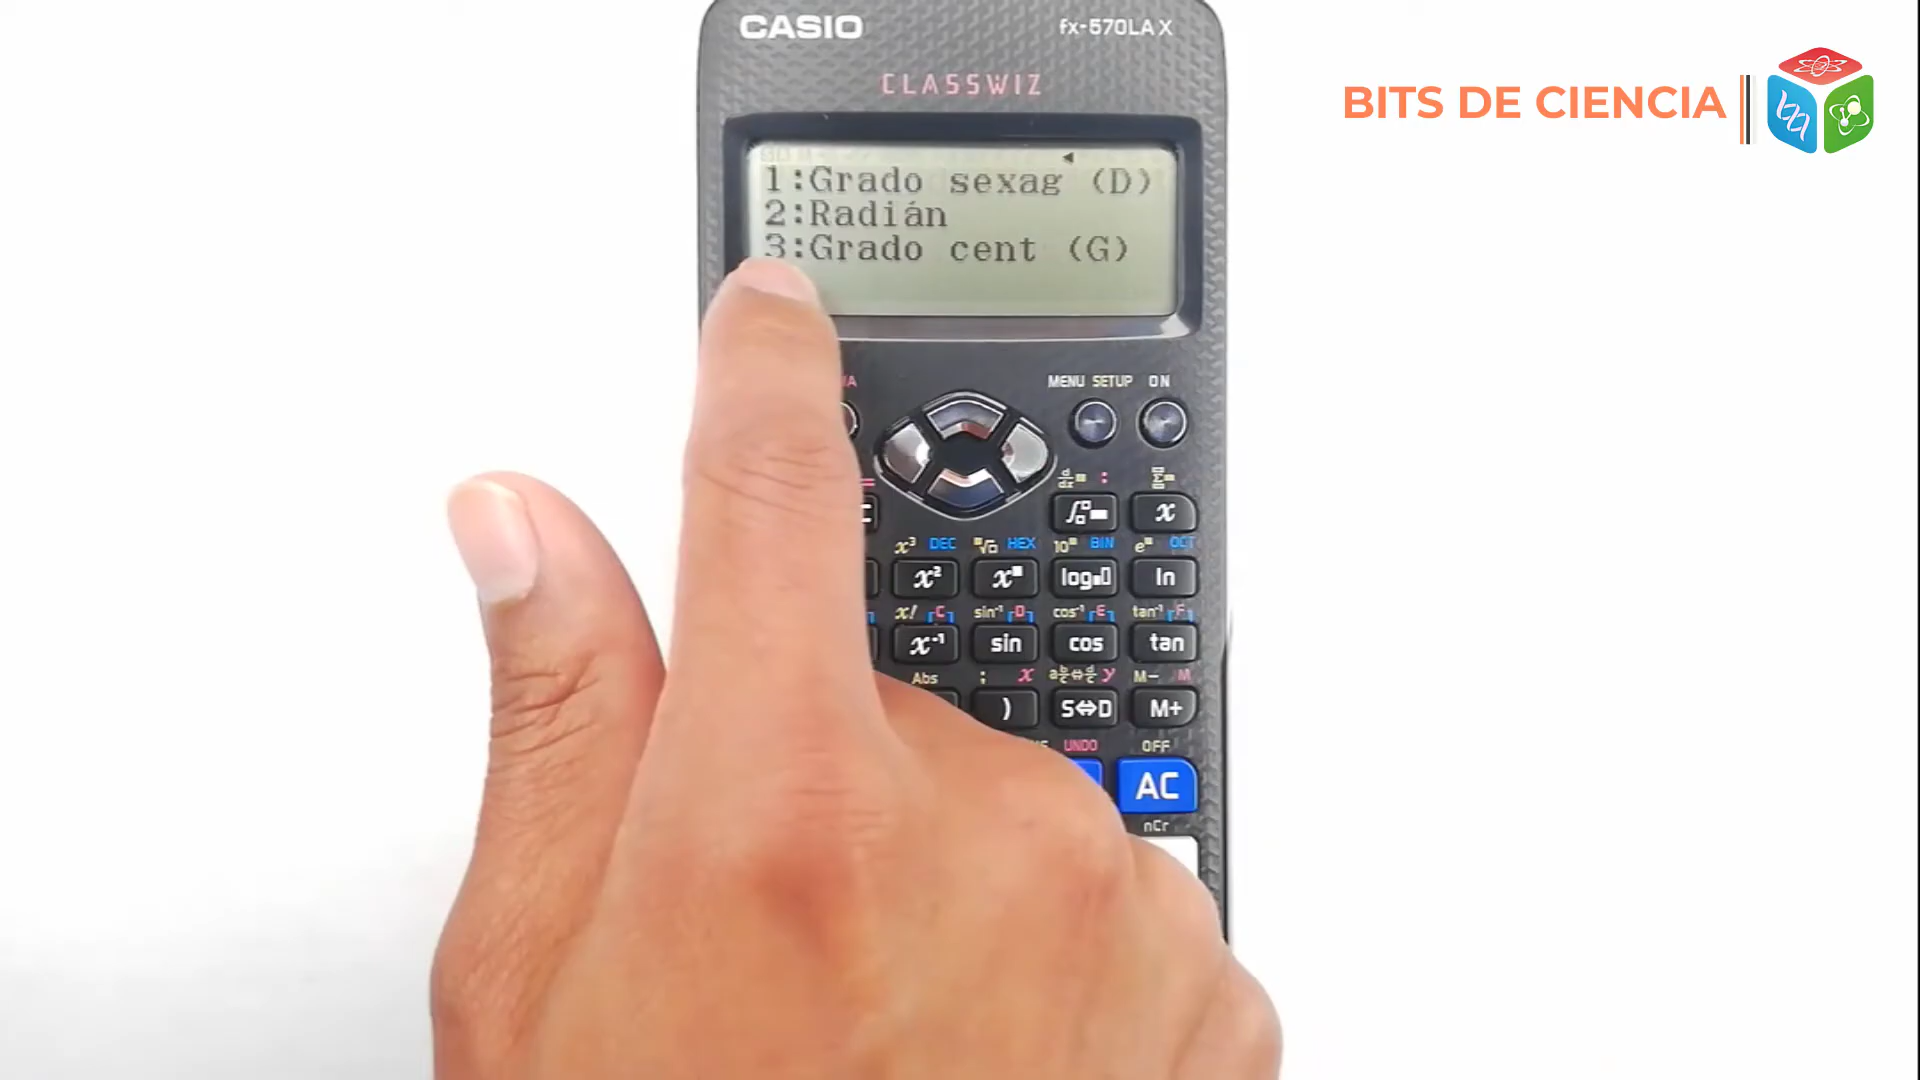 CASIO
fx-570LA X
CLASSWIZ
BITS DE CIENCIA
1:Grado sexag (D)
2:Radián
3:Grado cent (G)
MENU SETUP ON
x³ DEC HEX 10■ BIN e■ OCT
x² x■ log■▯ ln
x! C sin⁻¹ D cos⁻¹ E tan⁻¹ F
x⁻¹ sin cos tan
Abs ; x y M– M
) S⇔D M+
UNDO OFF
AC
nCr